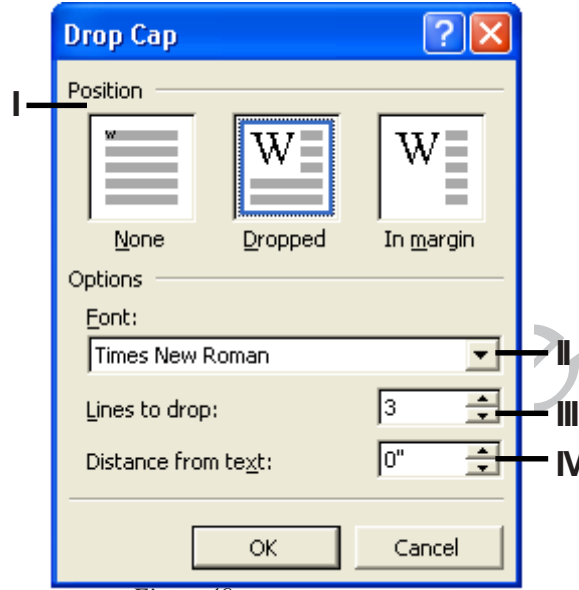 Drop Cap
I
Position
W
W
W
None Dropped In margin
Options
Font:
Times New Roman
II
Lines to drop: 3
III
Distance from text: 0"
IV
OK Cancel